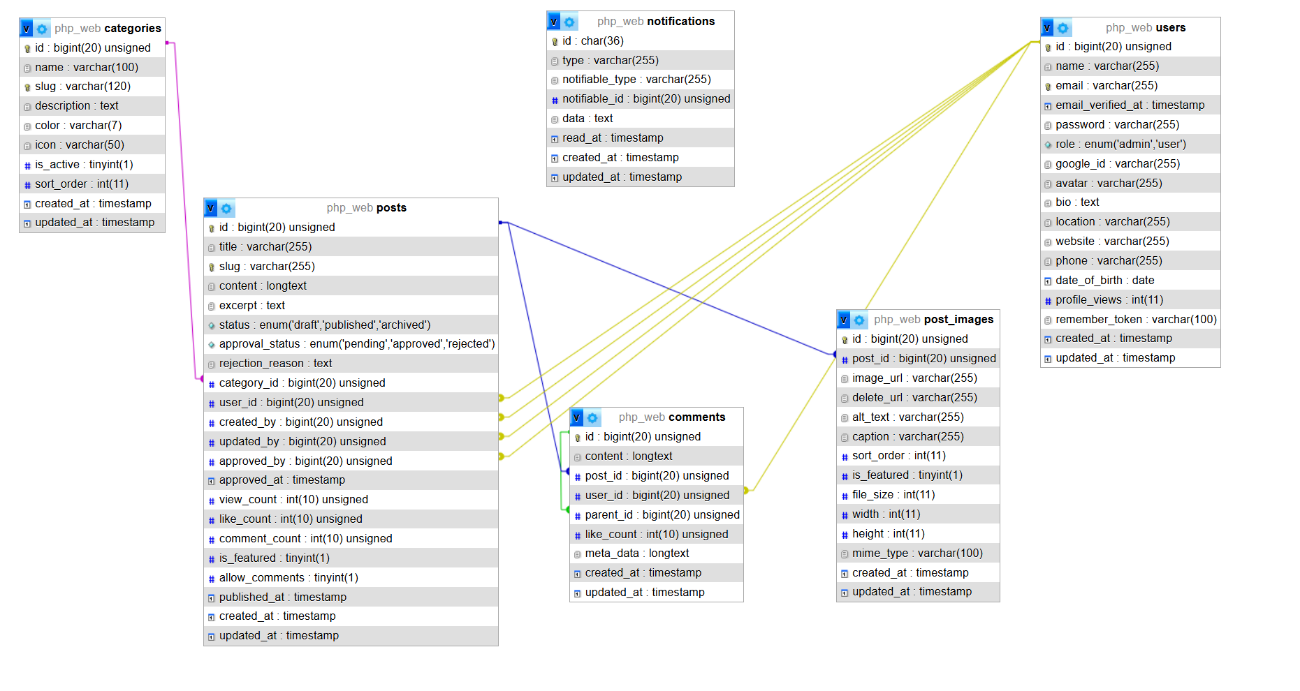 php_web categories
id : bigint(20) unsigned
name : varchar(100)
slug : varchar(120)
description : text
color : varchar(7)
icon : varchar(50)
is_active : tinyint(1)
sort_order : int(11)
created_at : timestamp
updated_at : timestamp
php_web posts
id : bigint(20) unsigned
title : varchar(255)
slug : varchar(255)
content : longtext
excerpt : text
status : enum('draft','published','archived')
approval_status : enum('pending','approved','rejected')
rejection_reason : text
category_id : bigint(20) unsigned
user_id : bigint(20) unsigned
created_by : bigint(20) unsigned
updated_by : bigint(20) unsigned
approved_by : bigint(20) unsigned
approved_at : timestamp
view_count : int(10) unsigned
like_count : int(10) unsigned
comment_count : int(10) unsigned
is_featured : tinyint(1)
allow_comments : tinyint(1)
published_at : timestamp
created_at : timestamp
updated_at : timestamp
php_web notifications
id : char(36)
type : varchar(255)
notifiable_type : varchar(255)
notifiable_id : bigint(20) unsigned
data : text
read_at : timestamp
created_at : timestamp
updated_at : timestamp
php_web comments
id : bigint(20) unsigned
content : longtext
post_id : bigint(20) unsigned
user_id : bigint(20) unsigned
parent_id : bigint(20) unsigned
like_count : int(10) unsigned
meta_data : longtext
created_at : timestamp
updated_at : timestamp
php_web post_images
id : bigint(20) unsigned
post_id : bigint(20) unsigned
image_url : varchar(255)
delete_url : varchar(255)
alt_text : varchar(255)
caption : varchar(255)
sort_order : int(11)
is_featured : tinyint(1)
file_size : int(11)
width : int(11)
height : int(11)
mime_type : varchar(100)
created_at : timestamp
updated_at : timestamp
php_web users
id : bigint(20) unsigned
name : varchar(255)
email : varchar(255)
email_verified_at : timestamp
password : varchar(255)
role : enum('admin','user')
google_id : varchar(255)
avatar : varchar(255)
bio : text
location : varchar(255)
website : varchar(255)
phone : varchar(255)
date_of_birth : date
profile_views : int(11)
remember_token : varchar(100)
created_at : timestamp
updated_at : timestamp